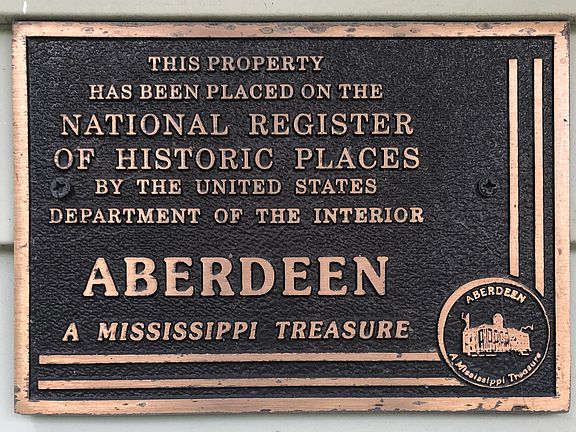 THIS PROPERTY
HAS BEEN PLACED ON THE
NATIONAL REGISTER
OF HISTORIC PLACES
BY THE UNITED STATES
DEPARTMENT OF THE INTERIOR
ABERDEEN
A MISSISSIPPI TREASURE
ABERDEEN
A Mississippi Treasure